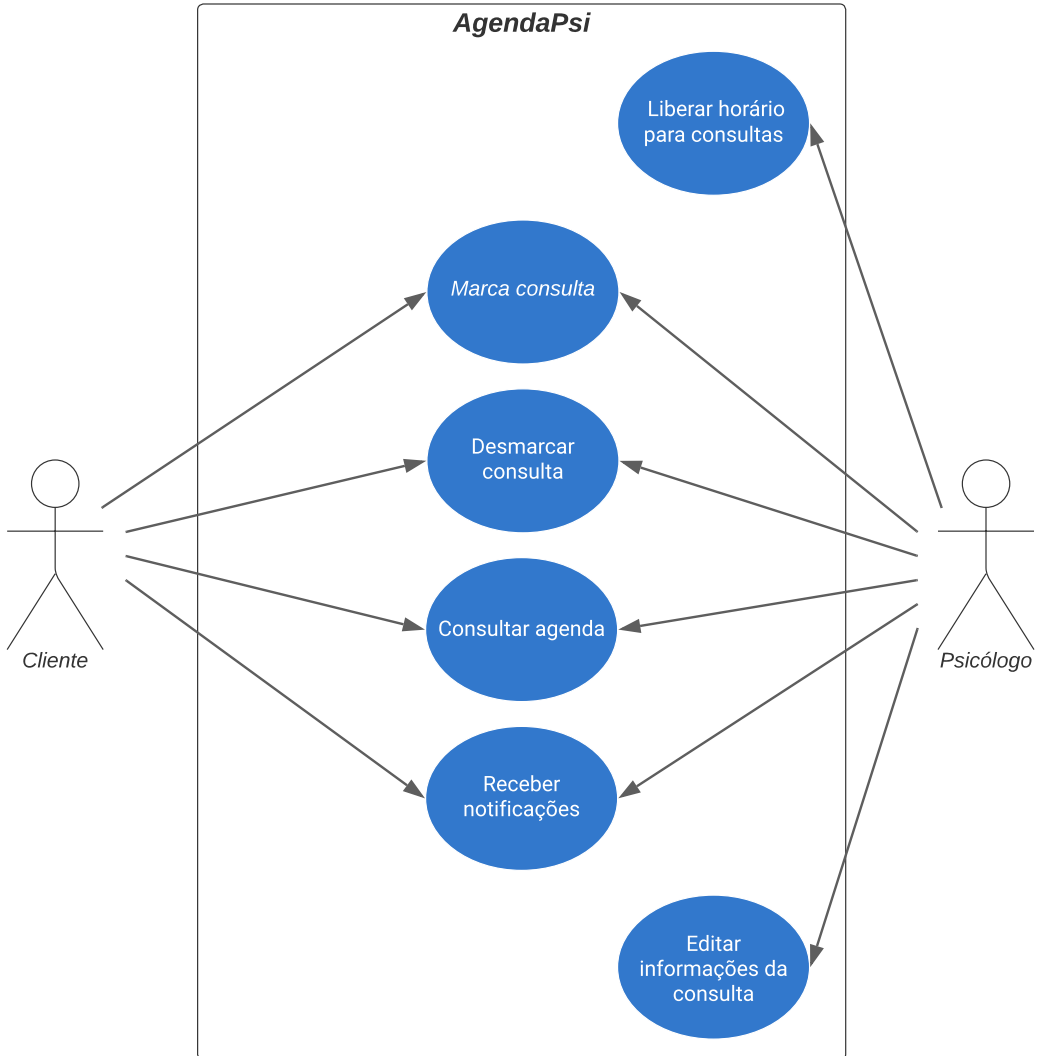 AgendaPsi
Liberar horário
para consultas
Marca consulta
Desmarcar
consulta
Consultar agenda
Receber
notificações
Editar
informações da
consulta
Cliente
Psicólogo